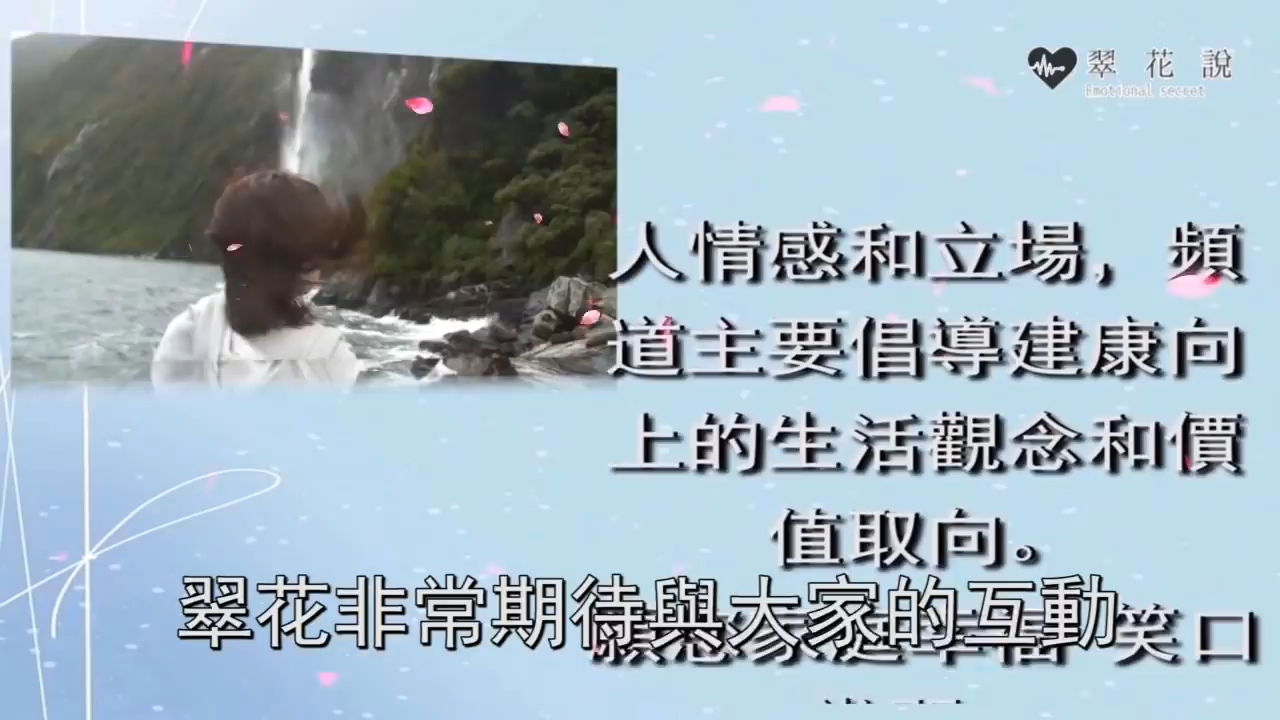 翠花說
Emotional secret
人情感和立場，頻
道主要倡導建康向
上的生活觀念和價
值取向。
翠花非常期待與大家的互動
笑口